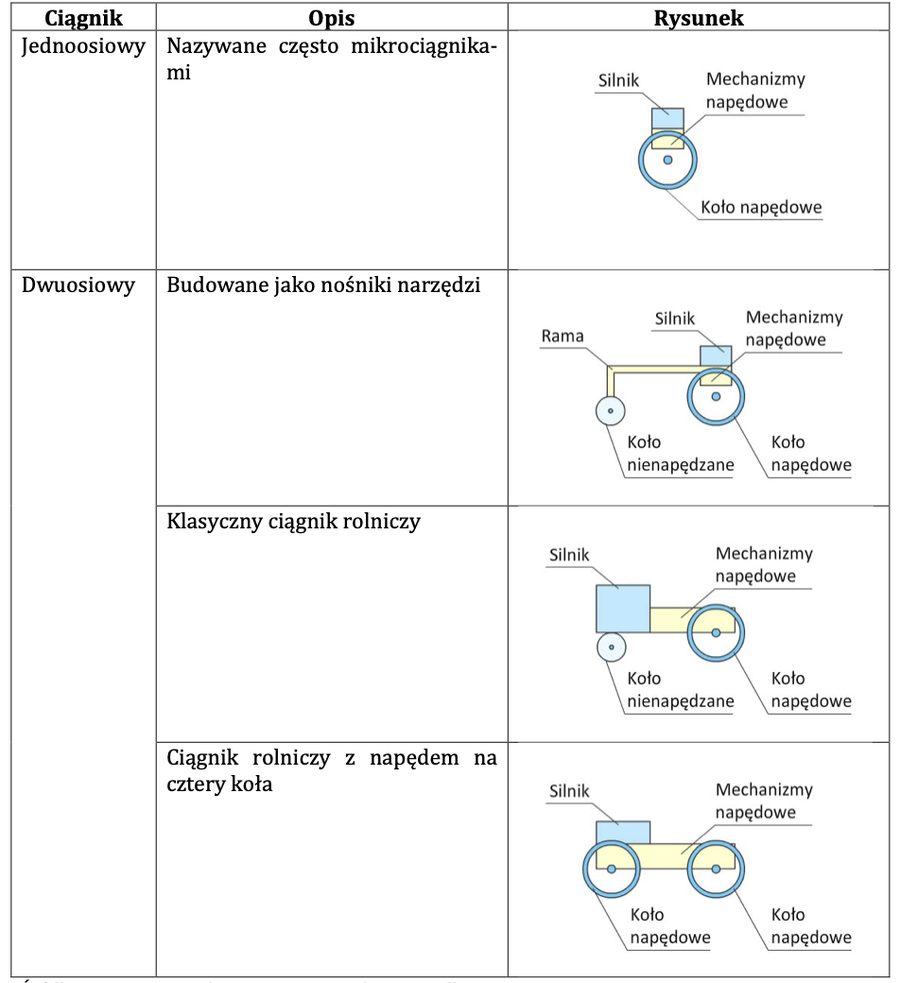 Ciągnik Opis Rysunek
Jednoosiowy Nazywane często mikrociągnika-
mi
Silnik Mechanizmy
napędowe
Koło napędowe
Dwuosiowy Budowane jako nośniki narzędzi
Rama Silnik Mechanizmy
napędowe
Koło
nienapędzane
Koło
napędowe
Klasyczny ciągnik rolniczy
Silnik Mechanizmy
napędowe
Koło
nienapędzane
Koło
napędowe
Ciągnik rolniczy z napędem na
cztery koła
Silnik Mechanizmy
napędowe
Koło
napędowe
Koło
napędowe